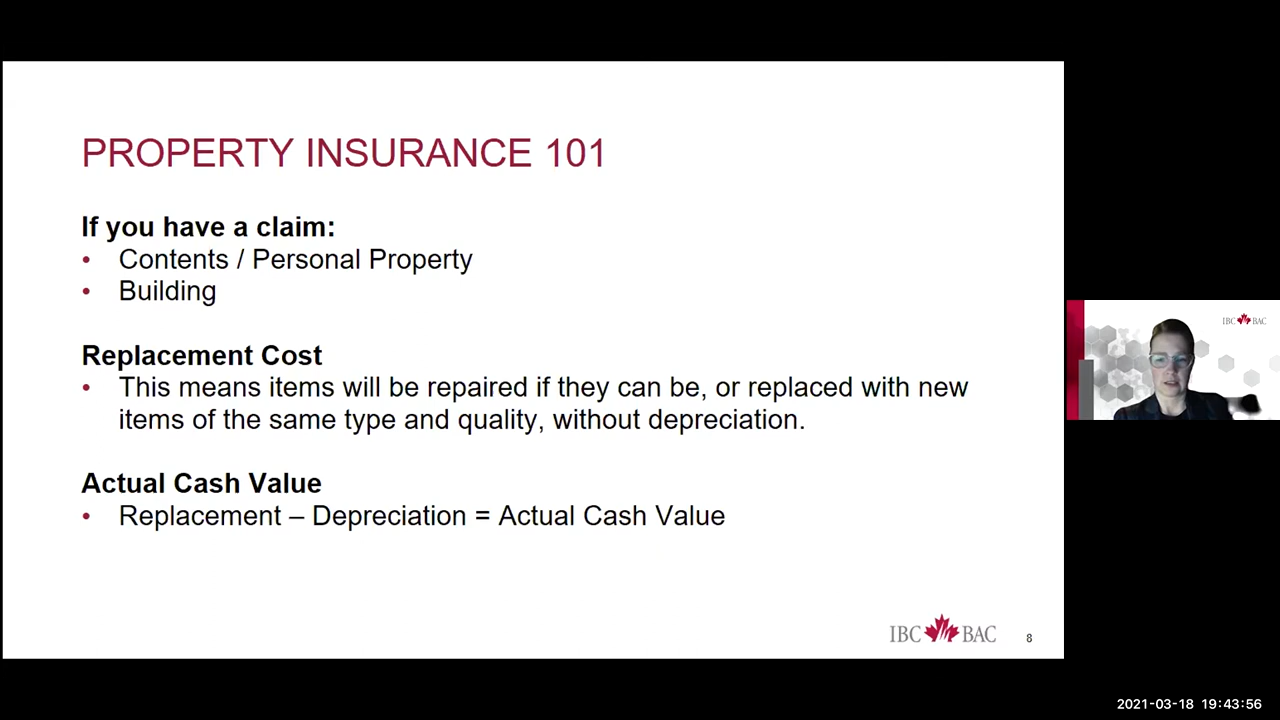 PROPERTY INSURANCE 101
If you have a claim:
• Contents / Personal Property
• Building
Replacement Cost
• This means items will be repaired if they can be, or replaced with new
items of the same type and quality, without depreciation.
Actual Cash Value
• Replacement – Depreciation = Actual Cash Value
IBC BAC
8
IBC BAC
2021-03-18 19:43:56